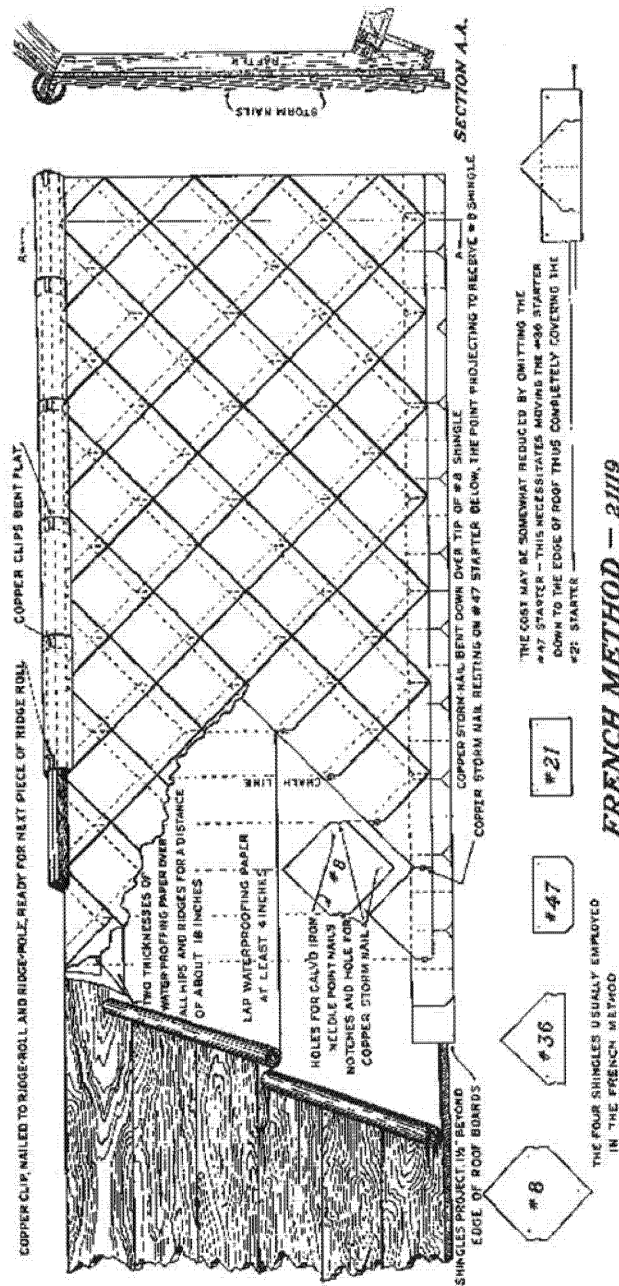 COPPER CLIP, NAILED TO RIDGE-ROLL AND RIDGE-POLE, READY FOR NEXT PIECE OF RIDGE ROLL
COPPER CLIPS BENT FLAT
A
TWO THICKNESSES OF
WATER PROFFING PAPER OVER
ALL HIPS AND RIDGES FOR A DISTANCE
OF ABOUT 18 INCHES
LAP WATERPROOFING PAPER
AT LEAST 4 INCHES
CHALK LINE
HOLES FOR GALV'D IRON
NEEDLE POINT NAILS
NOTCHES AND HOLE FOR
COPPER STORM NAIL
#8
A
SHINGLES PROJECT 1½" BEYOND
EDGE OF ROOF BOARDS
COPPER STORM-NAIL BENT DOWN OVER TIP OF #8 SHINGLE
COPPER STORM NAIL RESTING ON #47 STARTER BELOW, THE POINT PROJECTING TO RECEIVE #8 SHINGLE
RAFTER
STORM NAILS
SECTION A.A.
#8
#36
#47
#21
THE FOUR SHINGLES USUALLY EMPLOYED
IN THE FRENCH METHOD
THE COST MAY BE SOMEWHAT REDUCED BY OMITTING THE
#47 STARTER – THIS NECESSITATES MOVING THE #36 STARTER
DOWN TO THE EDGE OF ROOF THUS COMPLETELY COVERING THE
#21 STARTER
FRENCH METHOD – 21119